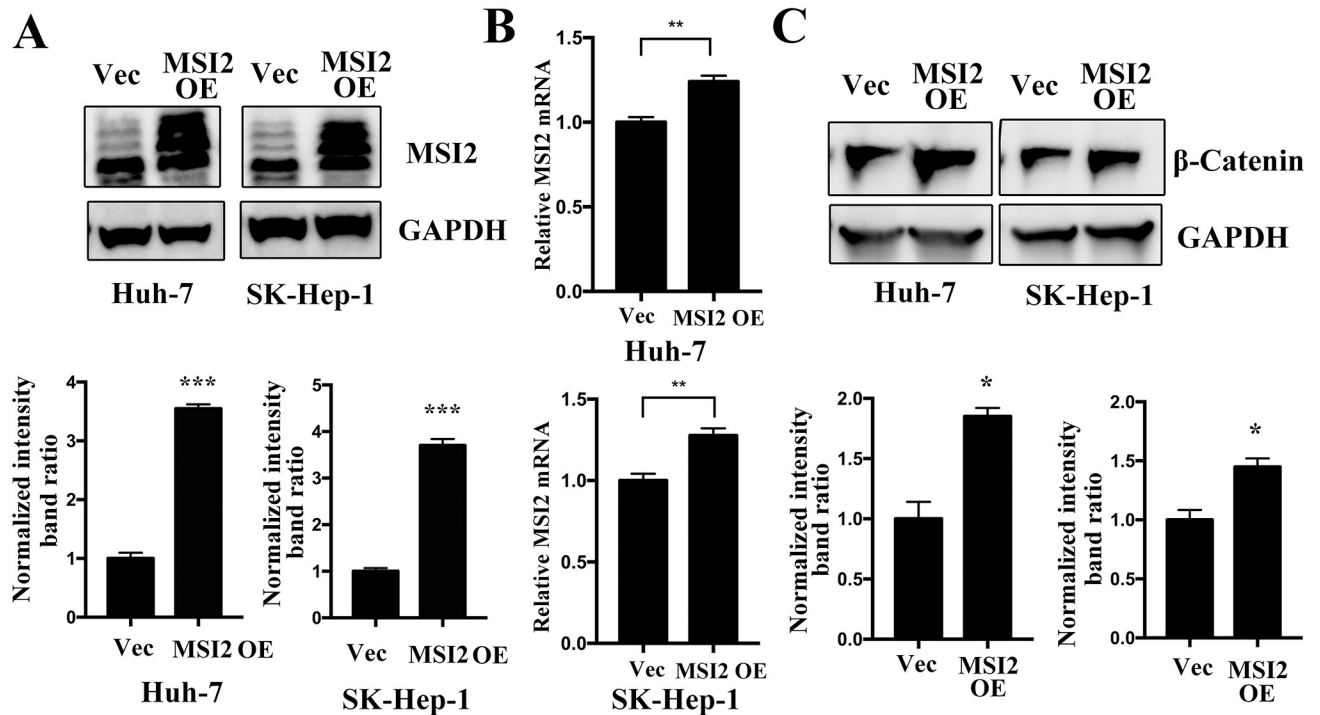 A
Vec
MSI2
OE
Vec
MSI2
OE
MSI2
GAPDH
Huh-7
SK-Hep-1
Normalized intensity
band ratio
4
3
2
1
0
***
Vec
MSI2 OE
Huh-7
Normalized intensity
band ratio
5
4
3
2
1
0
***
Vec
MSI2 OE
SK-Hep-1
B
Relative MSI2 mRNA
1.5
1.0
0.5
0.0
**
Vec
MSI2 OE
Huh-7
Relative MSI2 mRNA
1.5
1.0
0.5
0.0
**
Vec
MSI2 OE
SK-Hep-1
C
Vec
MSI2
OE
Vec
MSI2
OE
β-Catenin
GAPDH
Huh-7
SK-Hep-1
Normalized intensity
band ratio
2.0
1.5
1.0
0.5
0.0
*
Vec
MSI2
OE
Normalized intensity
band ratio
2.0
1.5
1.0
0.5
0.0
*
Vec
MSI2
OE